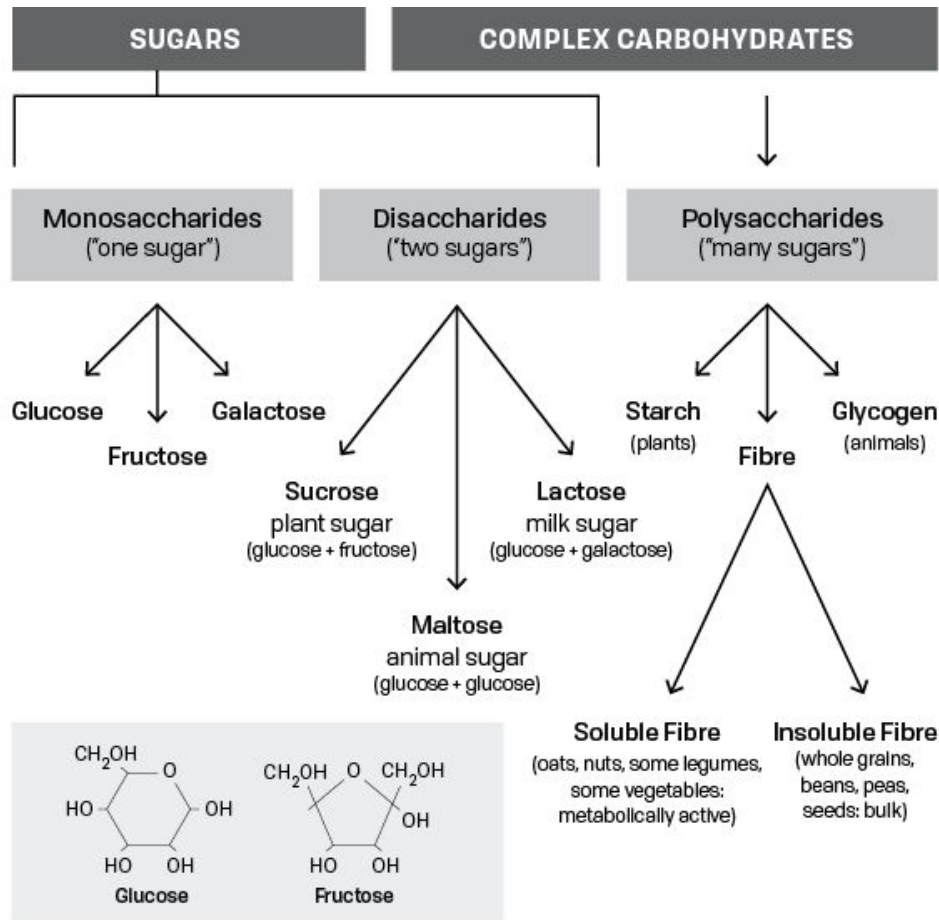 SUGARS
COMPLEX CARBOHYDRATES
Monosaccharides
("one sugar")
Disaccharides
("two sugars")
Polysaccharides
("many sugars")
Glucose
Fructose
Galactose
Sucrose
plant sugar
(glucose + fructose)
Maltose
animal sugar
(glucose + glucose)
Lactose
milk sugar
(glucose + galactose)
Starch
(plants)
Fibre
Glycogen
(animals)
Soluble Fibre
(oats, nuts, some legumes,
some vegetables:
metabolically active)
Insoluble Fibre
(whole grains,
beans, peas,
seeds: bulk)
CH₂OH
O
HO
OH
HO
OH
Glucose
CH₂OH
O
CH₂OH
OH
HO
OH
Fructose